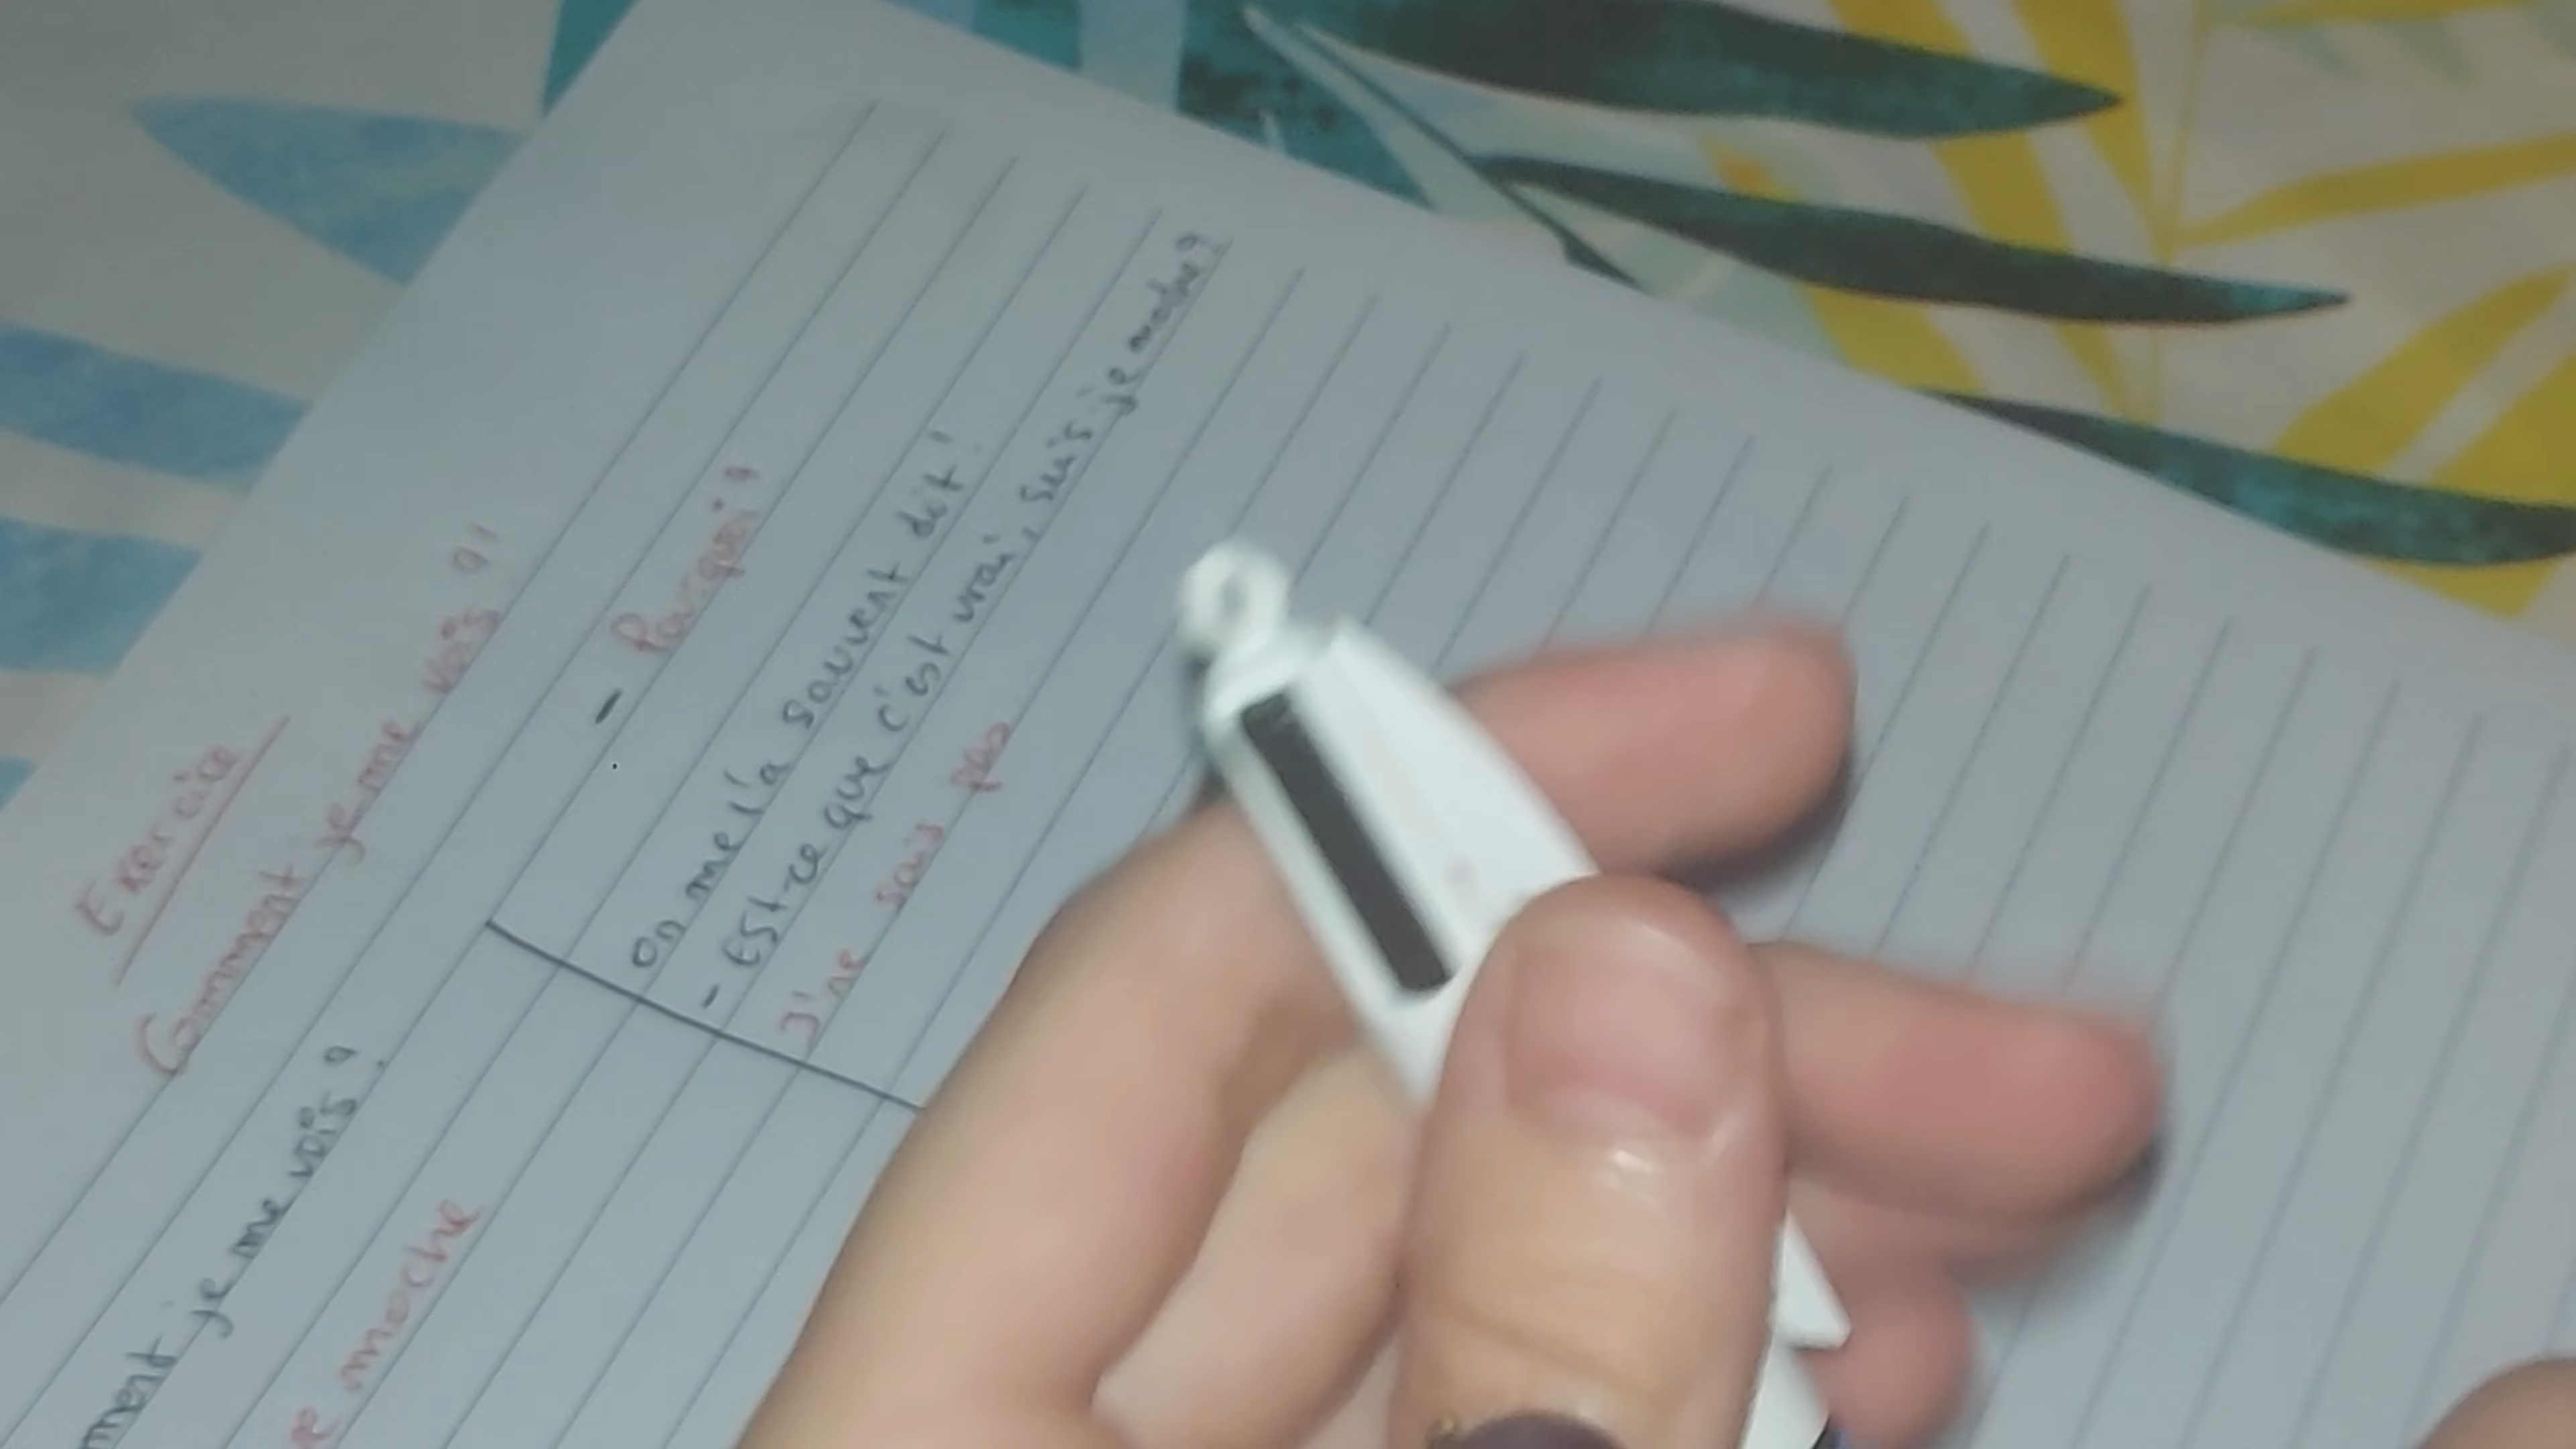 Exercice
Comment je me vois ?!
ment je me vois ?
moche
- Pourquoi ?
On me l'a souvent dit !
- Est-ce que c'est vrai, suis-je moche ?
J'ne sais pas